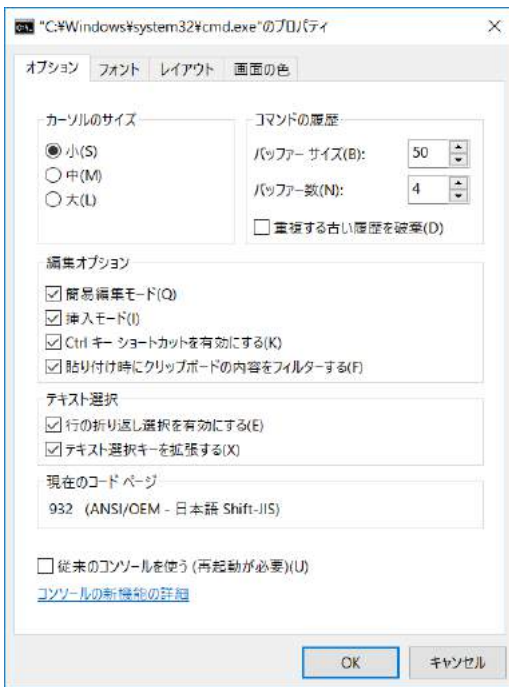 "C:¥Windows¥system32¥cmd.exe"のプロパティ
オプション フォント レイアウト 画面の色
カーソルのサイズ
小(S)
中(M)
大(L)
コマンドの履歴
バッファー サイズ(B): 50
バッファー数(N): 4
重複する古い履歴を破棄(D)
編集オプション
簡易編集モード(Q)
挿入モード(I)
Ctrl キー ショートカットを有効にする(K)
貼り付け時にクリップボードの内容をフィルターする(F)
テキスト選択
行の折り返し選択を有効にする(E)
テキスト選択キーを拡張する(X)
現在のコード ページ
932 (ANSI/OEM - 日本語 Shift-JIS)
従来のコンソールを使う (再起動が必要)(U)
コンソールの新機能の詳細
OK キャンセル